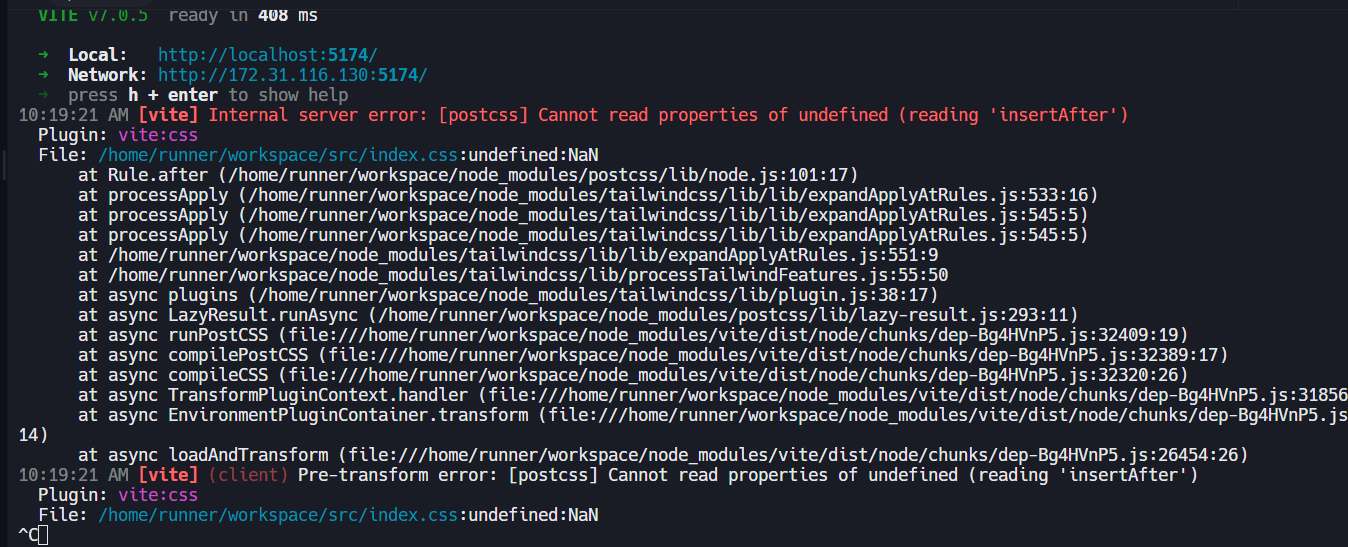 VITE v7.0.5 ready in 408 ms
➜ Local: http://localhost:5174/
➜ Network: http://172.31.116.130:5174/
➜ press h + enter to show help
10:19:21 AM [vite] Internal server error: [postcss] Cannot read properties of undefined (reading 'insertAfter')
Plugin: vite:css
File: /home/runner/workspace/src/index.css:undefined:NaN
at Rule.after (/home/runner/workspace/node_modules/postcss/lib/node.js:101:17)
at processApply (/home/runner/workspace/node_modules/tailwindcss/lib/lib/expandApplyAtRules.js:533:16)
at processApply (/home/runner/workspace/node_modules/tailwindcss/lib/lib/expandApplyAtRules.js:545:5)
at processApply (/home/runner/workspace/node_modules/tailwindcss/lib/lib/expandApplyAtRules.js:545:5)
at /home/runner/workspace/node_modules/tailwindcss/lib/lib/expandApplyAtRules.js:551:9
at /home/runner/workspace/node_modules/tailwindcss/lib/processTailwindFeatures.js:55:50
at async plugins (/home/runner/workspace/node_modules/tailwindcss/lib/plugin.js:38:17)
at async LazyResult.runAsync (/home/runner/workspace/node_modules/postcss/lib/lazy-result.js:293:11)
at async runPostCSS (file:///home/runner/workspace/node_modules/vite/dist/node/chunks/dep-Bg4HVnP5.js:32409:19)
at async compilePostCSS (file:///home/runner/workspace/node_modules/vite/dist/node/chunks/dep-Bg4HVnP5.js:32389:17)
at async compileCSS (file:///home/runner/workspace/node_modules/vite/dist/node/chunks/dep-Bg4HVnP5.js:32320:26)
at async TransformPluginContext.handler (file:///home/runner/workspace/node_modules/vite/dist/node/chunks/dep-Bg4HVnP5.js:31856
at async EnvironmentPluginContainer.transform (file:///home/runner/workspace/node_modules/vite/dist/node/chunks/dep-Bg4HVnP5.js
14)
at async loadAndTransform (file:///home/runner/workspace/node_modules/vite/dist/node/chunks/dep-Bg4HVnP5.js:26454:26)
10:19:21 AM [vite] (client) Pre-transform error: [postcss] Cannot read properties of undefined (reading 'insertAfter')
Plugin: vite:css
File: /home/runner/workspace/src/index.css:undefined:NaN
^C